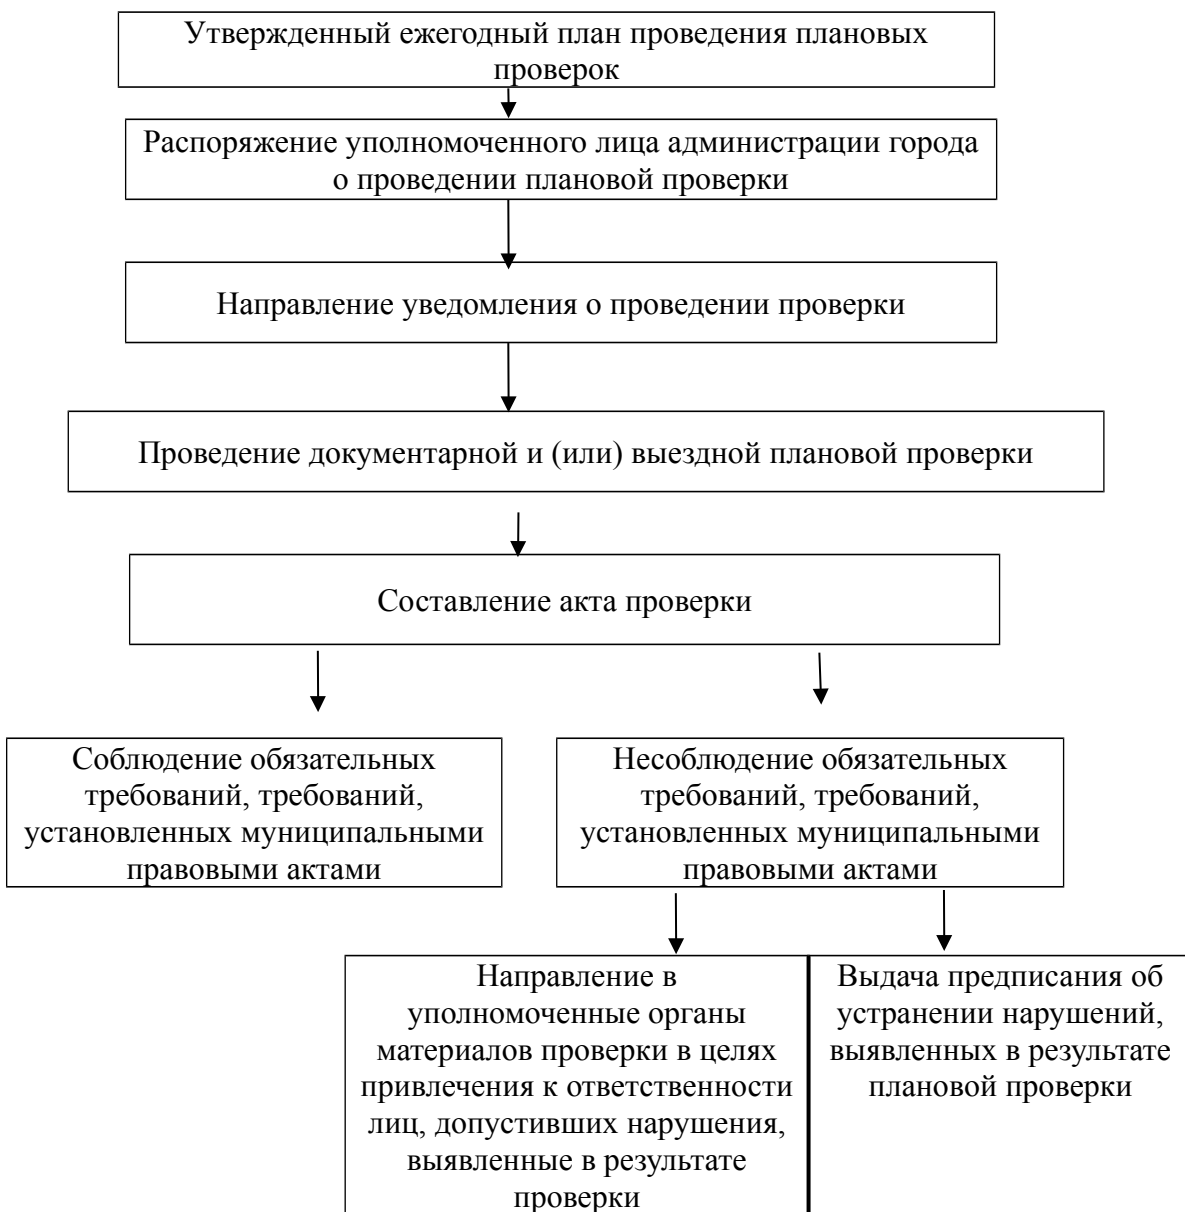 Утвержденный ежегодный план проведения плановых
проверок
Распоряжение уполномоченного лица администрации города
о проведении плановой проверки
Направление уведомления о проведении проверки
Проведение документарной и (или) выездной плановой проверки
Составление акта проверки
Соблюдение обязательных
требований, требований,
установленных муниципальными
правовыми актами
Несоблюдение обязательных
требований, требований,
установленных муниципальными
правовыми актами
Направление в
уполномоченные органы
материалов проверки в целях
привлечения к ответственности
лиц, допустивших нарушения,
выявленные в результате
проверки
Выдача предписания об
устранении нарушений,
выявленных в результате
плановой проверки